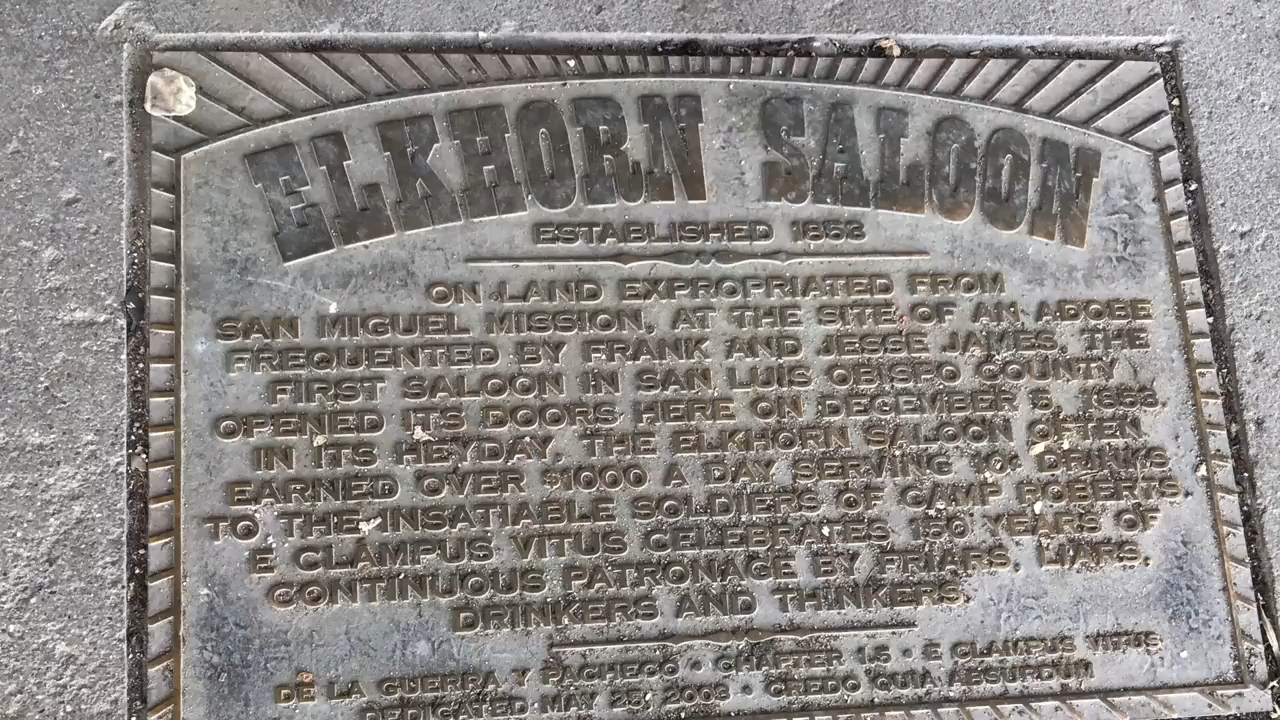 ELKHORN SALOON
ESTABLISHED 1853
ON LAND EXPROPRIATED FROM
SAN MIGUEL MISSION, AT THE SITE OF AN ADOBE
FREQUENTED BY FRANK AND JESSE JAMES, THE
FIRST SALOON IN SAN LUIS OBISPO COUNTY
OPENED ITS DOORS HERE ON DECEMBER 5, 1853.
IN ITS HEYDAY, THE ELKHORN SALOON OFTEN
EARNED OVER $1000 A DAY SERVING 10¢ DRINKS
TO THE INSATIABLE SOLDIERS OF CAMP ROBERTS.
E CLAMPUS VITUS CELEBRATES 150 YEARS OF
CONTINUOUS PATRONAGE BY FRIARS, LIARS,
DRINKERS AND THINKERS.
DE LA GUERRA Y PACHECO • CHAPTER 1.5 • E CLAMPUS VITUS
DEDICATED MAY 25, 2003 • CREDO QUIA ABSURDUM